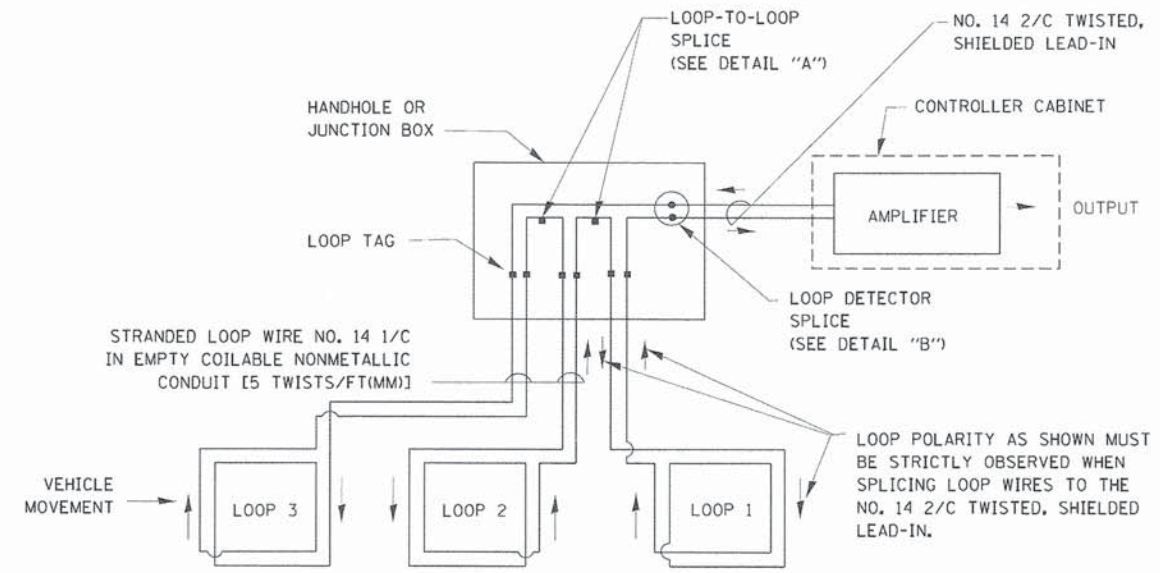 LOOP-TO-LOOP
SPLICE
(SEE DETAIL "A")
NO. 14 2/C TWISTED,
SHIELDED LEAD-IN
HANDHOLE OR
JUNCTION BOX
CONTROLLER CABINET
AMPLIFIER
OUTPUT
LOOP TAG
LOOP DETECTOR
SPLICE
(SEE DETAIL "B")
STRANDED LOOP WIRE NO. 14 1/C
IN EMPTY COILABLE NONMETALLIC
CONDUIT [5 TWISTS/FT(MM)]
LOOP POLARITY AS SHOWN MUST
BE STRICTLY OBSERVED WHEN
SPLICING LOOP WIRES TO THE
NO. 14 2/C TWISTED, SHIELDED
LEAD-IN.
VEHICLE
MOVEMENT
LOOP 3
LOOP 2
LOOP 1